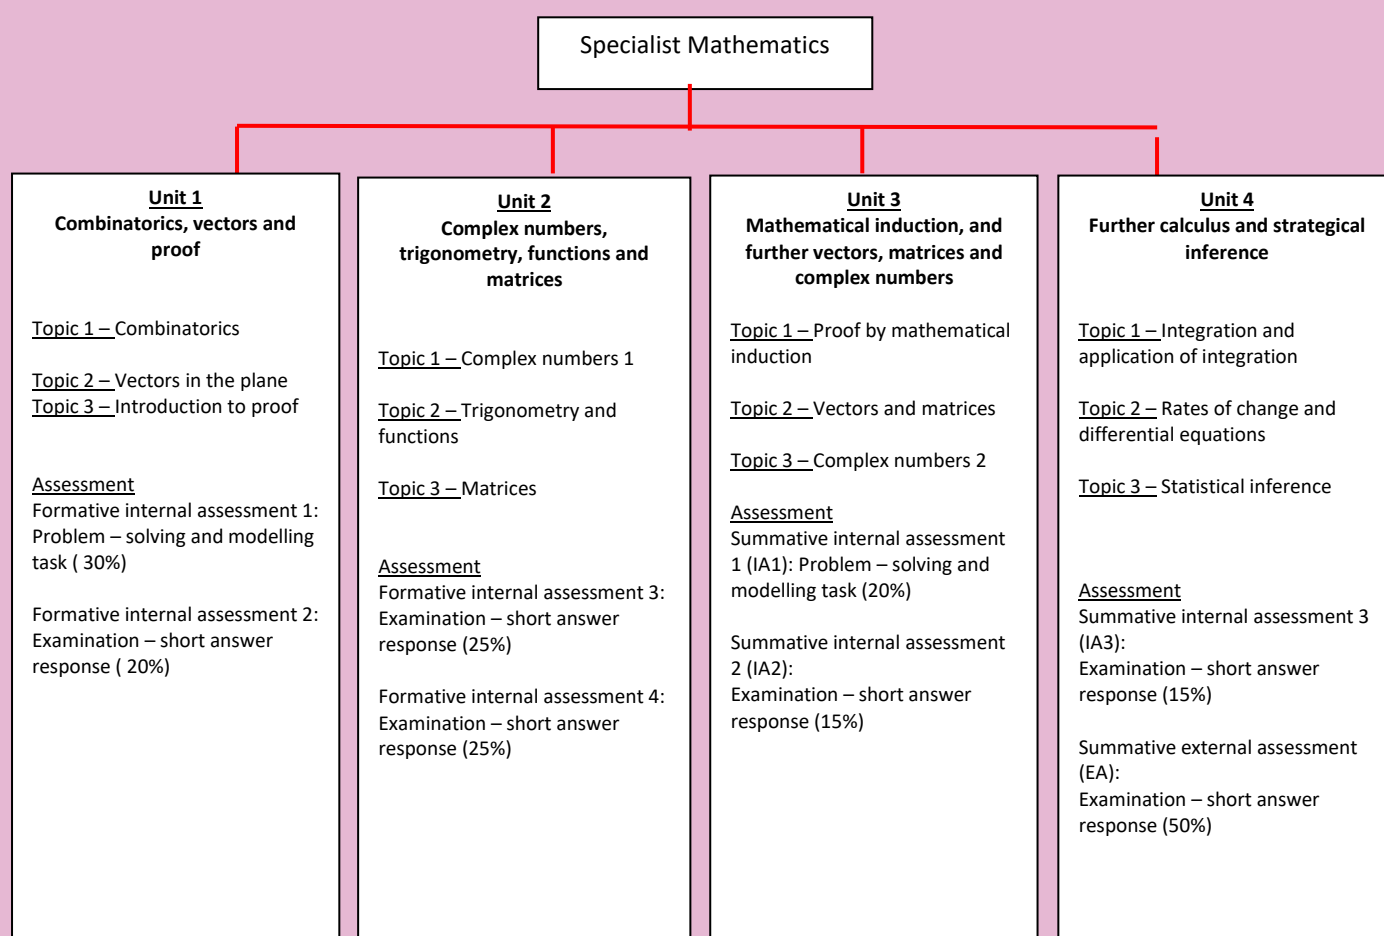 Specialist Mathematics
Unit 1
Combinatorics, vectors and
proof
Topic 1 – Combinatorics
Topic 2 – Vectors in the plane
Topic 3 – Introduction to proof
Assessment
Formative internal assessment 1:
Problem – solving and modelling
task ( 30%)
Formative internal assessment 2:
Examination – short answer
response ( 20%)
Unit 2
Complex numbers,
trigonometry, functions and
matrices
Topic 1 – Complex numbers 1
Topic 2 – Trigonometry and
functions
Topic 3 – Matrices
Assessment
Formative internal assessment 3:
Examination – short answer
response (25%)
Formative internal assessment 4:
Examination – short answer
response (25%)
Unit 3
Mathematical induction, and
further vectors, matrices and
complex numbers
Topic 1 – Proof by mathematical
induction
Topic 2 – Vectors and matrices
Topic 3 – Complex numbers 2
Assessment
Summative internal assessment
1 (IA1): Problem – solving and
modelling task (20%)
Summative internal assessment
2 (IA2):
Examination – short answer
response (15%)
Unit 4
Further calculus and strategical
inference
Topic 1 – Integration and
application of integration
Topic 2 – Rates of change and
differential equations
Topic 3 – Statistical inference
Assessment
Summative internal assessment 3
(IA3):
Examination – short answer
response (15%)
Summative external assessment
(EA):
Examination – short answer
response (50%)